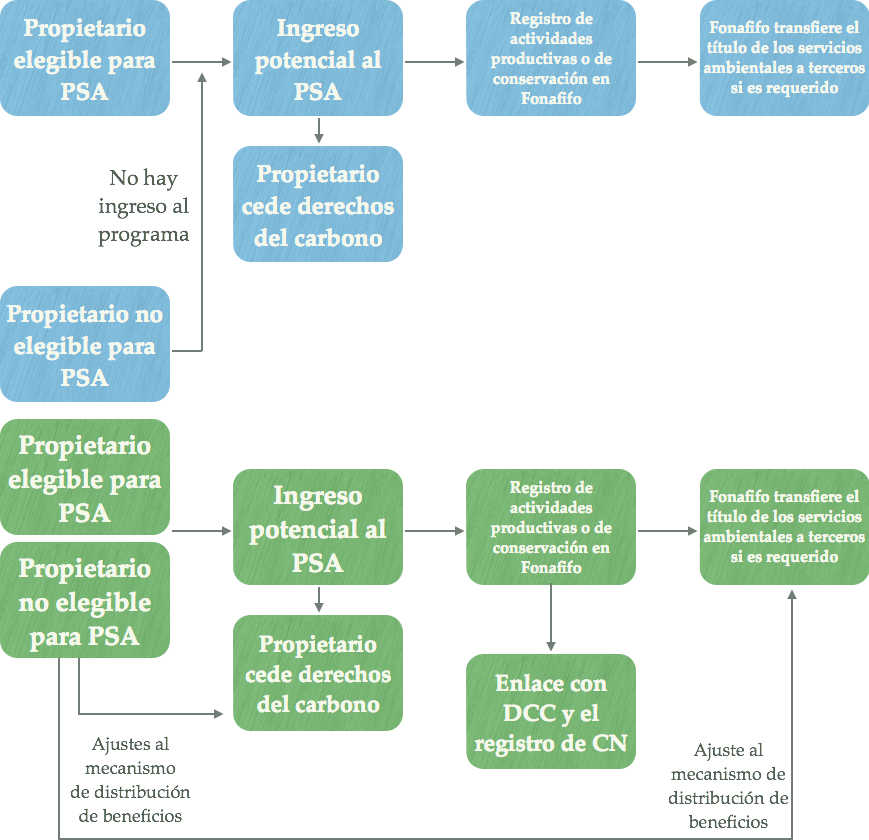 Propietario
elegible para
PSA
Ingreso
potencial al
PSA
Registro de
actividades
productivas o de
conservación en
Fonafifo
Fonafifo transfiere el
título de los servicios
ambientales a terceros
si es requerido
No hay
ingreso al
programa
Propietario
cede derechos
del carbono
Propietario no
elegible para
PSA
Propietario
elegible para
PSA
Propietario
no elegible
para PSA
Ingreso
potencial al
PSA
Registro de
actividades
productivas o de
conservación en
Fonafifo
Fonafifo transfiere el
título de los servicios
ambientales a terceros
si es requerido
Propietario
cede derechos
del carbono
Enlace con
DCC y el
registro de CN
Ajustes al
mecanismo
de distribución
de beneficios
Ajuste al
mecanismo de
distribución de
beneficios